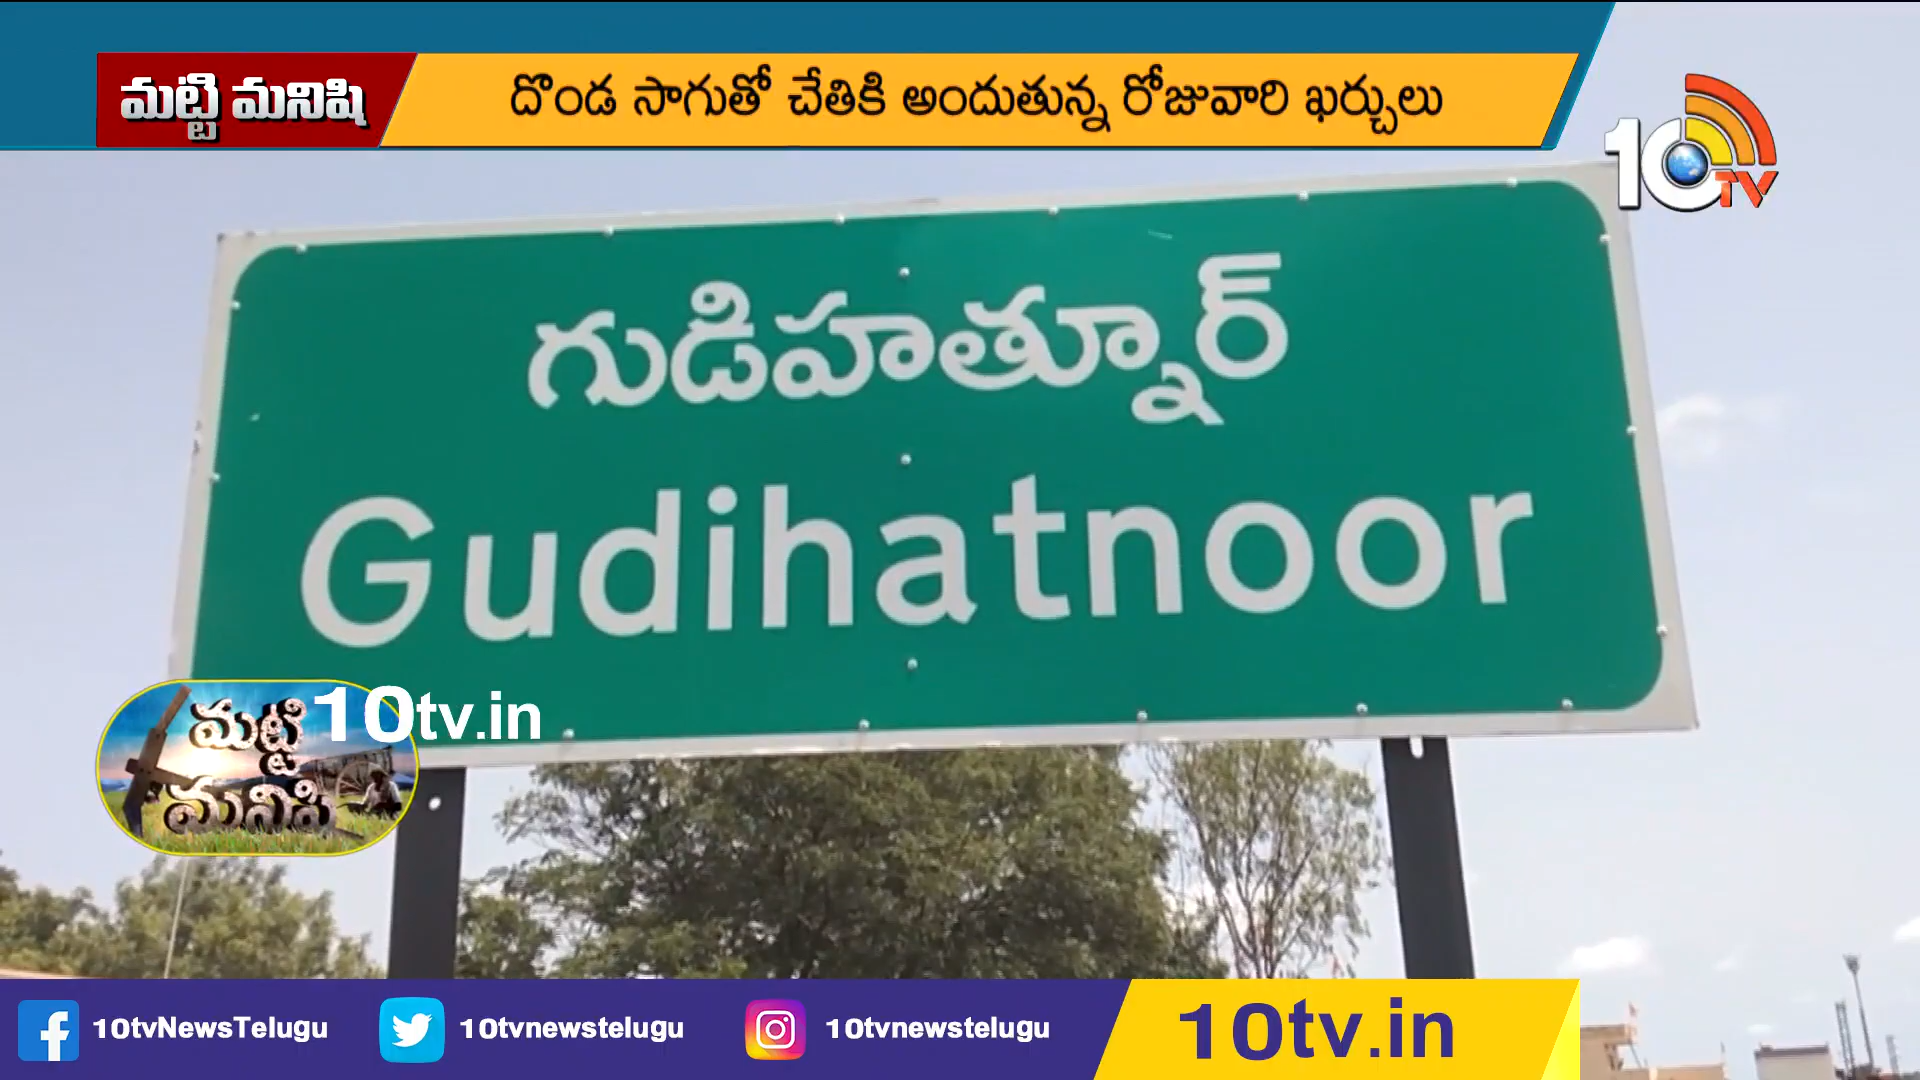 మట్టి మనిషి
దొండ సాగుతో చేతికి అందుతున్న రోజువారి ఖర్చులు
10TV
గుడిహత్నూర్
Gudihatnoor
మట్టి
మనిషి
10tv.in
10tvNewsTelugu
10tvnewstelugu
10tvnewstelugu
10tv.in